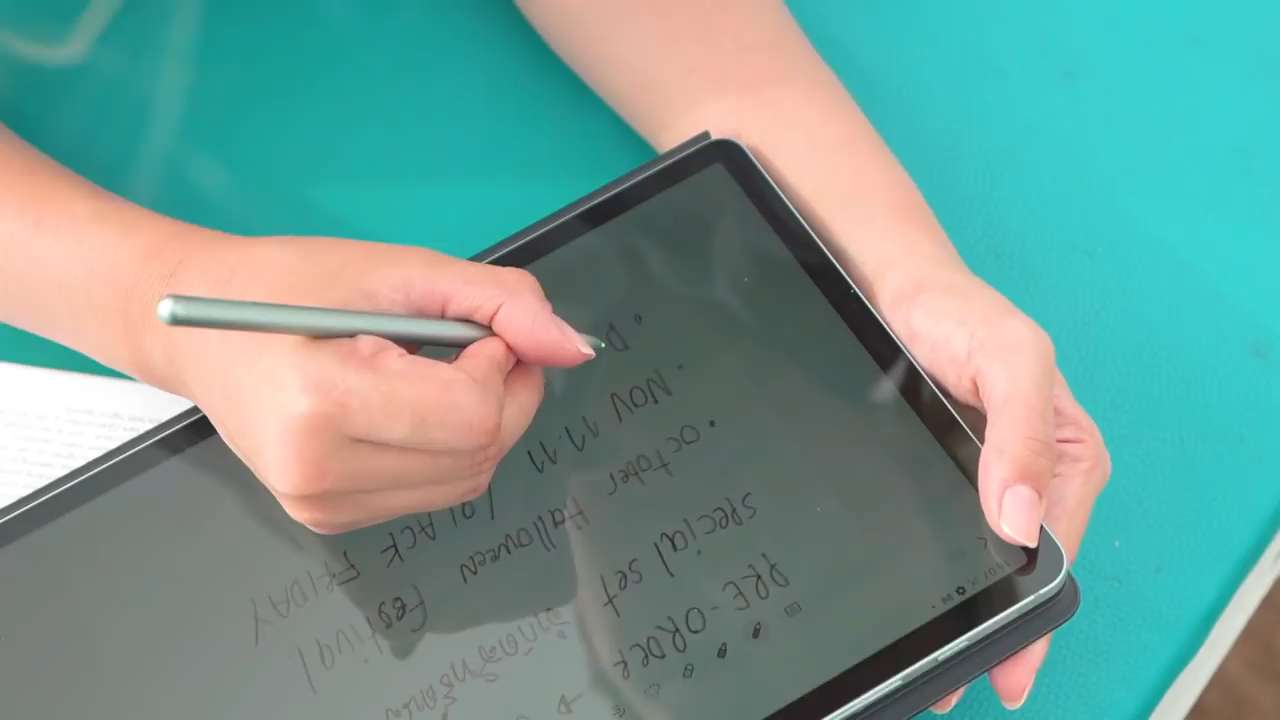 PRE-ORDER
special set
• October Halloween Festival
- NOV 11.11 / BLACK FRIDAY
• D